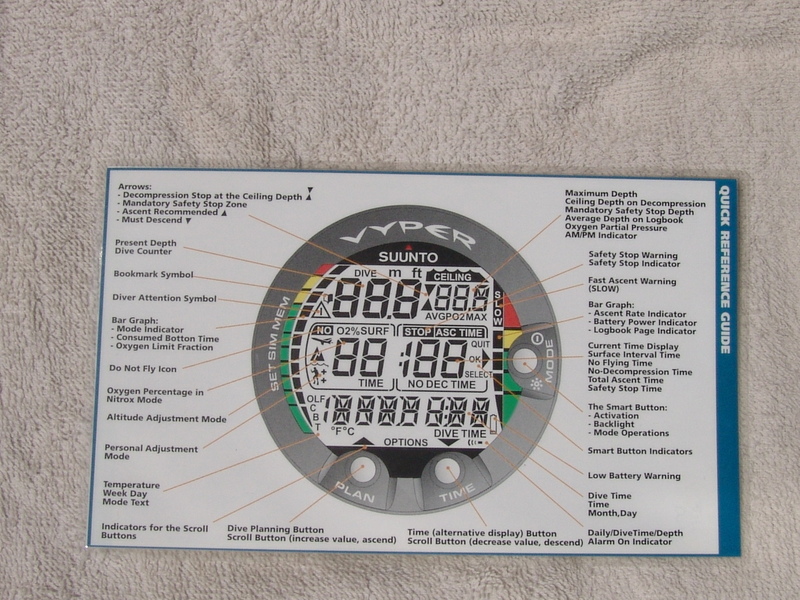 QUICK REFERENCE GUIDE
Arrows:
- Decompression Stop at the Ceiling Depth
- Mandatory Safety Stop Zone
- Ascent Recommended ▲
- Must Descend ▼
Present Depth
Dive Counter
Bookmark Symbol
Diver Attention Symbol
Bar Graph:
- Mode Indicator
- Consumed Botton Time
- Oxygen Limit Fraction
Do Not Fly Icon
Oxygen Percentage in
Nitrox Mode
Altitude Adjustment Mode
Personal Adjustment
Mode
Temperature
Week Day
Mode Text
Indicators for the Scroll
Buttons
Dive Planning Button
Scroll Button (increase value, ascend)
Time (alternative display) Button
Scroll Button (decrease value, descend)
Maximum Depth
Ceiling Depth on Decompression
Mandatory Safety Stop Depth
Average Depth on Logbook
Oxygen Partial Pressure
AM/PM Indicator
Safety Stop Warning
Safety Stop Indicator
Fast Ascent Warning
(SLOW)
Bar Graph:
- Ascent Rate Indicator
- Battery Power Indicator
- Logbook Page Indicator
Current Time Display
Surface Interval Time
No Flying Time
No-Decompression Time
Total Ascent Time
Safety Stop Time
The Smart Button:
- Activation
- Backlight
- Mode Operations
Smart Button Indicators
Low Battery Warning
Dive Time
Time
Month,Day
Daily/DiveTime/Depth
Alarm On Indicator
VYPER
SUUNTO
DIVE m ft CEILING
88.8 888
AVGPO2MAX
SLOW
NO O2%SURF STOP ASC TIME
QUIT
88 188
OK
SELECT
TIME NO DEC TIME
OLF
C
B
T
°F°C DIVE TIME
OPTIONS
SET SIM MEM
MODE
PLAN
TIME